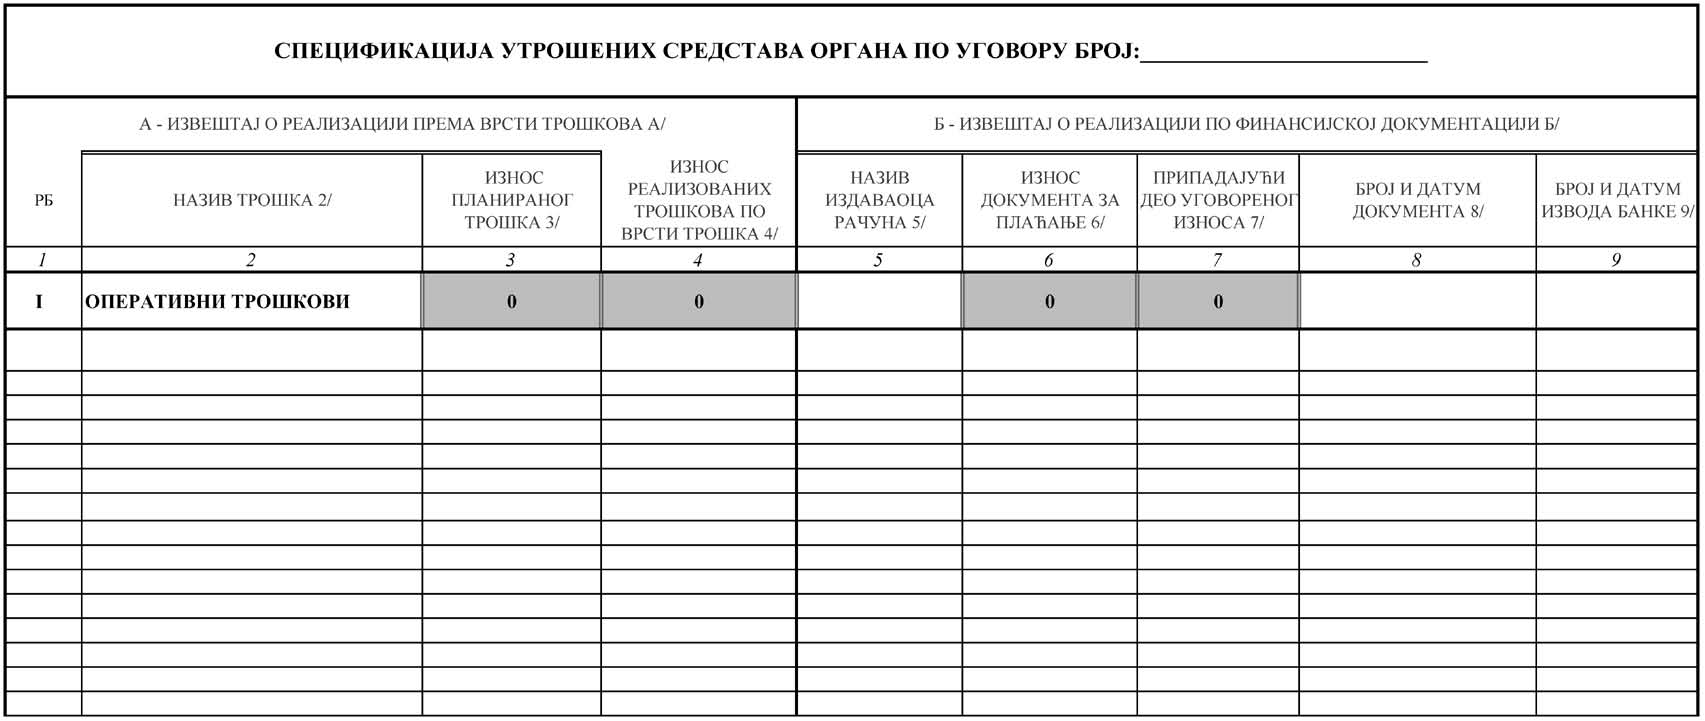 СПЕЦИФИКАЦИЈА УТРОШЕНИХ СРЕДСТАВА ОРГАНА ПО УГОВОРУ БРОЈ:
А - ИЗВЕШТАЈ О РЕАЛИЗАЦИЈИ ПРЕМА ВРСТИ ТРОШКОВА А/
Б - ИЗВЕШТАЈ О РЕАЛИЗАЦИЈИ ПО ФИНАНСИЈСКОЈ ДОКУМЕНТАЦИЈИ Б/
РБ
НАЗИВ ТРОШКА 2/
ИЗНОС
ПЛАНИРАНОГ
ТРОШКА 3/
ИЗНОС
РЕАЛИЗОВАНИХ
ТРОШКОВА ПО
ВРСТИ ТРОШКА 4/
НАЗИВ
ИЗДАВАОЦА
РАЧУНА 5/
ИЗНОС
ДОКУМЕНТА ЗА
ПЛАЋАЊЕ 6/
ПРИПАДАЈУЋИ
ДЕО УГОВОРЕНОГ
ИЗНОСА 7/
БРОЈ И ДАТУМ
ДОКУМЕНТА 8/
БРОЈ И ДАТУМ
ИЗВОДА БАНКЕ 9/
1 2 3 4 5 6 7 8 9
I ОПЕРАТИВНИ ТРОШКОВИ 0 0 0 0